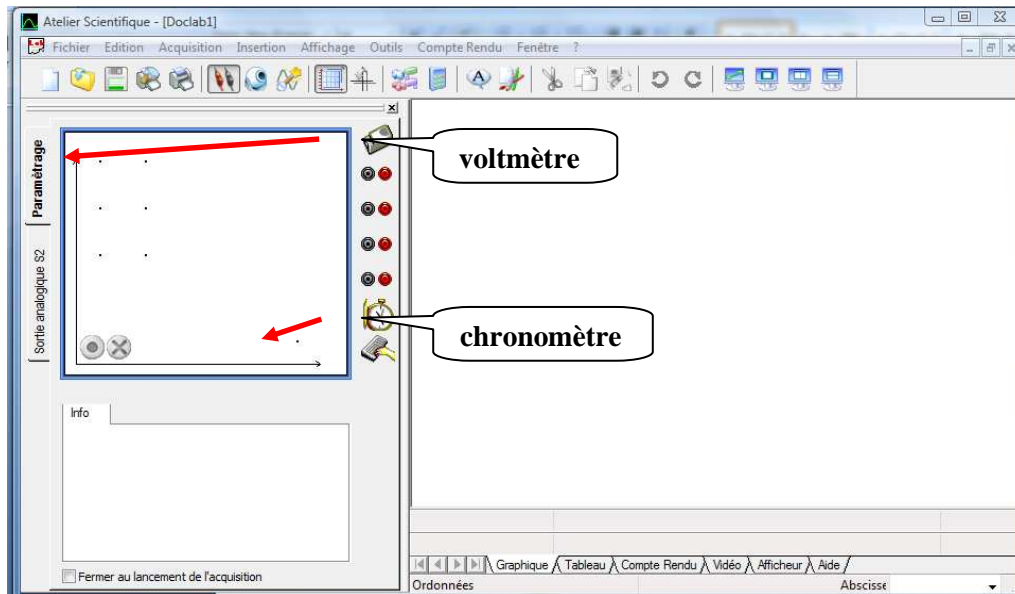 Atelier Scientifique - [Doclab1]
Fichier Edition Acquisition Insertion Affichage Outils Compte Rendu Fenêtre ?
Paramètrage
Sortie analogique S2
voltmètre
chronomètre
Info
Fermer au lancement de l'acquisition
Graphique Tableau Compte Rendu Vidéo Afficheur Aide
Ordonnées Abscisse